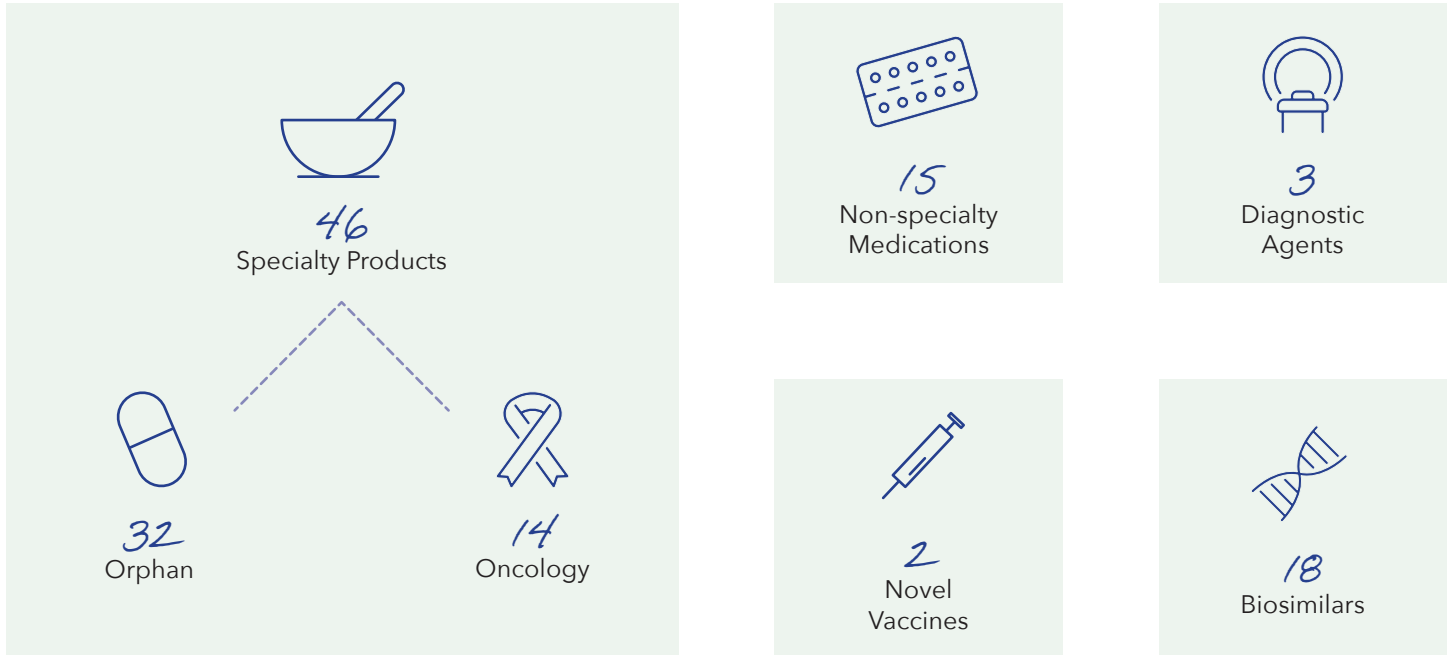 46
Specialty Products
32
Orphan
14
Oncology
15
Non-specialty
Medications
3
Diagnostic
Agents
2
Novel
Vaccines
18
Biosimilars